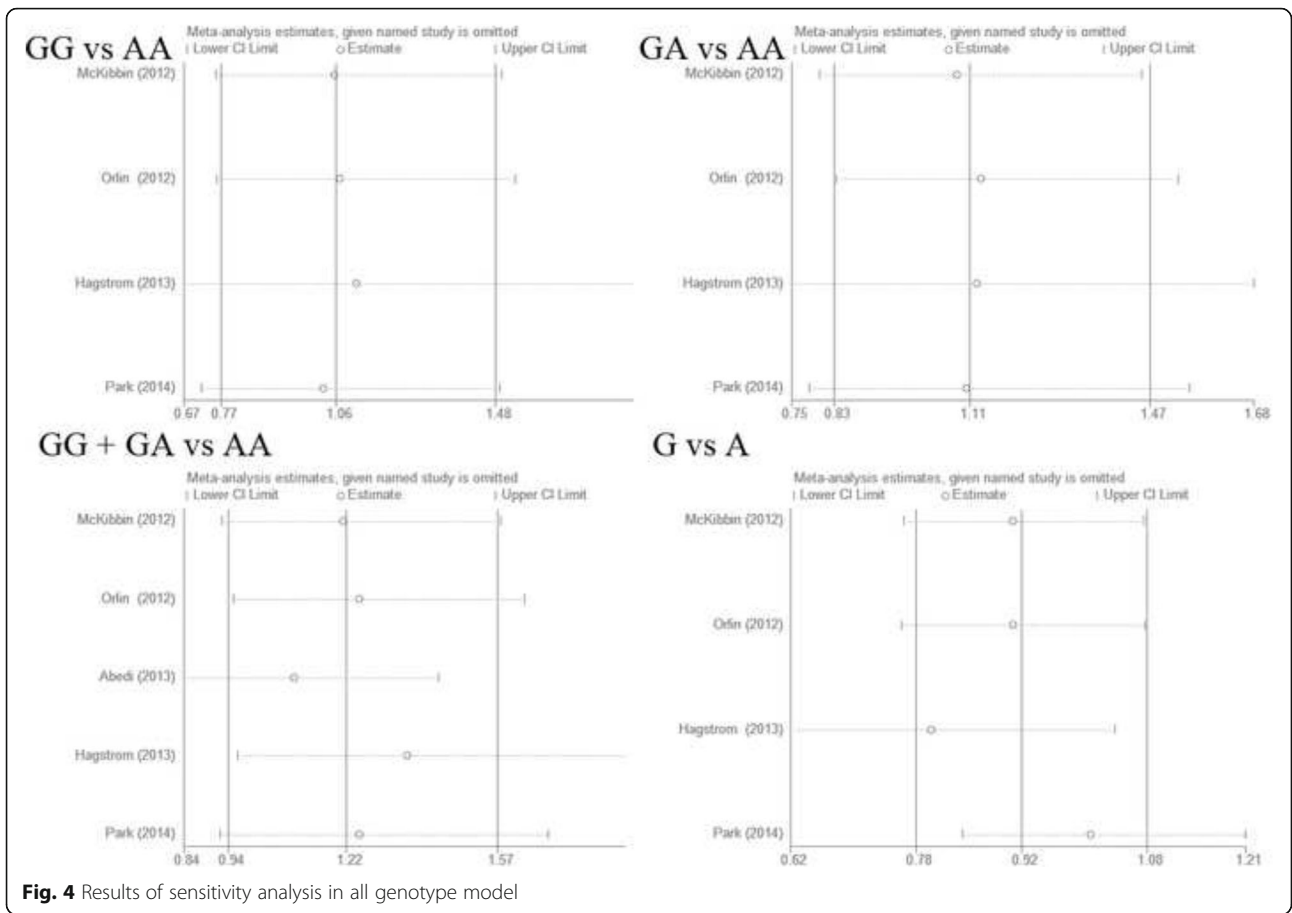 GG vs AA
Meta-analysis estimates, given named study is omitted
| Lower CI Limit ○ Estimate | Upper CI Limit
McKibbin (2012)
Orlin (2012)
Hagstrom (2013)
Park (2014)
0.67 0.77 1.06 1.48
GA vs AA
Meta-analysis estimates, given named study is omitted
| Lower CI Limit ○ Estimate | Upper CI Limit
McKibbin (2012)
Orlin (2012)
Hagstrom (2013)
Park (2014)
0.75 0.83 1.11 1.47 1.68
GG + GA vs AA
Meta-analysis estimates, given named study is omitted
| Lower CI Limit ○ Estimate | Upper CI Limit
McKibbin (2012)
Orlin (2012)
Abedi (2013)
Hagstrom (2013)
Park (2014)
0.84 0.94 1.22 1.57
G vs A
Meta-analysis estimates, given named study is omitted
| Lower CI Limit ○ Estimate | Upper CI Limit
McKibbin (2012)
Orlin (2012)
Hagstrom (2013)
Park (2014)
0.62 0.78 0.92 1.08 1.21
Fig. 4 Results of sensitivity analysis in all genotype model